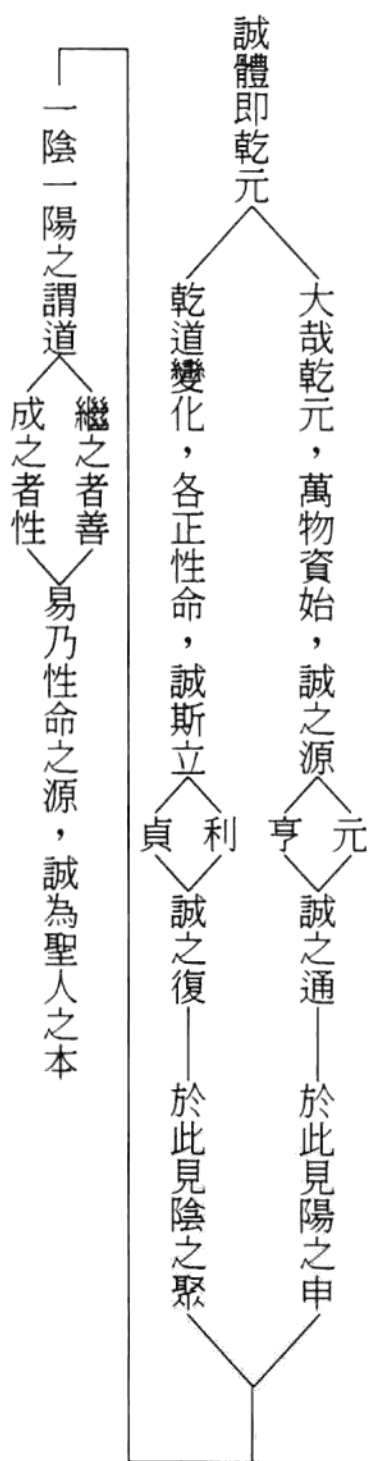 誠體即乾元
大哉乾元，萬物資始，誠之源
元
亨
誠之通
於此見陽之申
乾道變化，各正性命，誠斯立
利
貞
誠之復
於此見陰之聚
一陰一陽之謂道
繼之者善
成之者性
易乃性命之源，誠為聖人之本